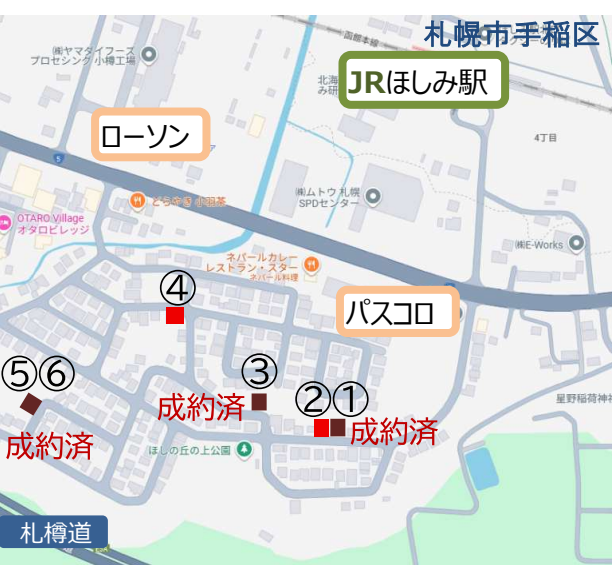 札幌市手稲区
函館本線
㈱ヤマダイフーズ
プロセシング 小樽工場
JRほしみ駅
ローソン
4丁目
5
㈱ムトウ 札幌
SPDセンター
どらやき 小羽茶
OTARO Village
オタロビレッジ
㈱E-Works
ネパールカレー
レストラン・スター
ネパール料理
④
パスコロ
⑤⑥
③
②①
成約済
成約済
成約済
星野稲荷神社
ほしの丘の上公園
札樽道